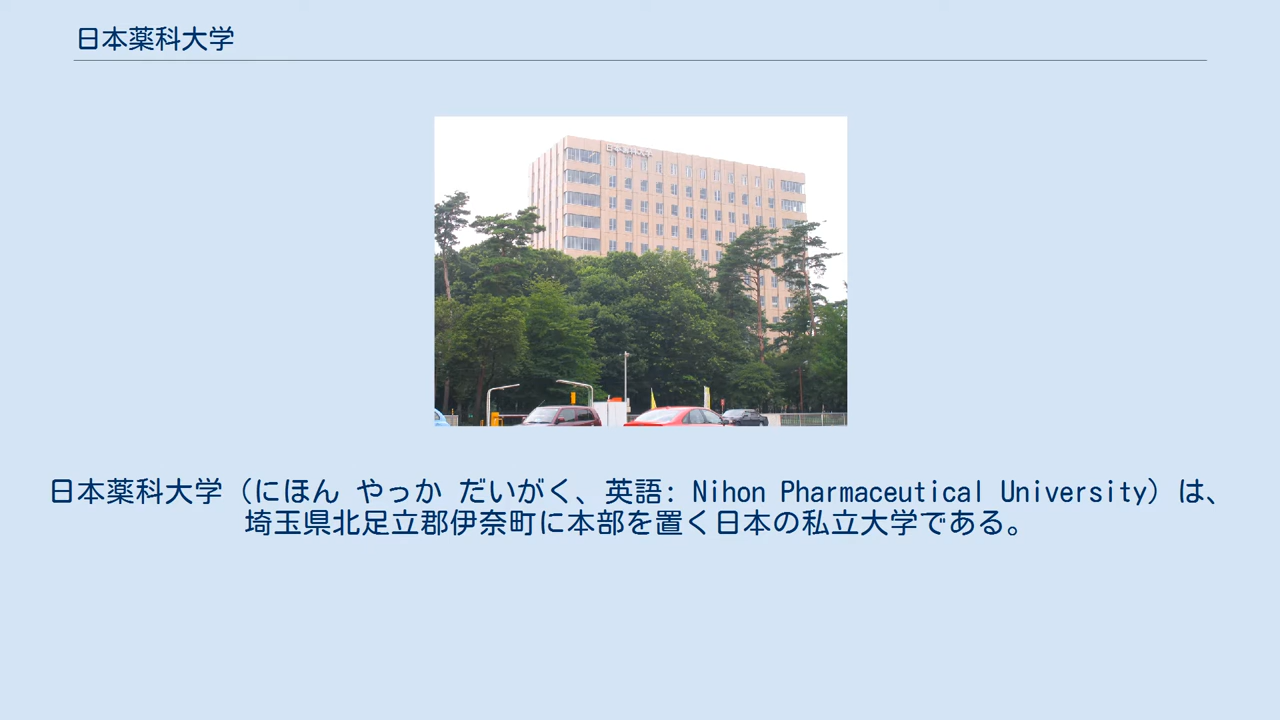 日本薬科大学
日本薬科大学（にほん やっか だいがく、英語: Nihon Pharmaceutical University）は、
埼玉県北足立郡伊奈町に本部を置く日本の私立大学である。